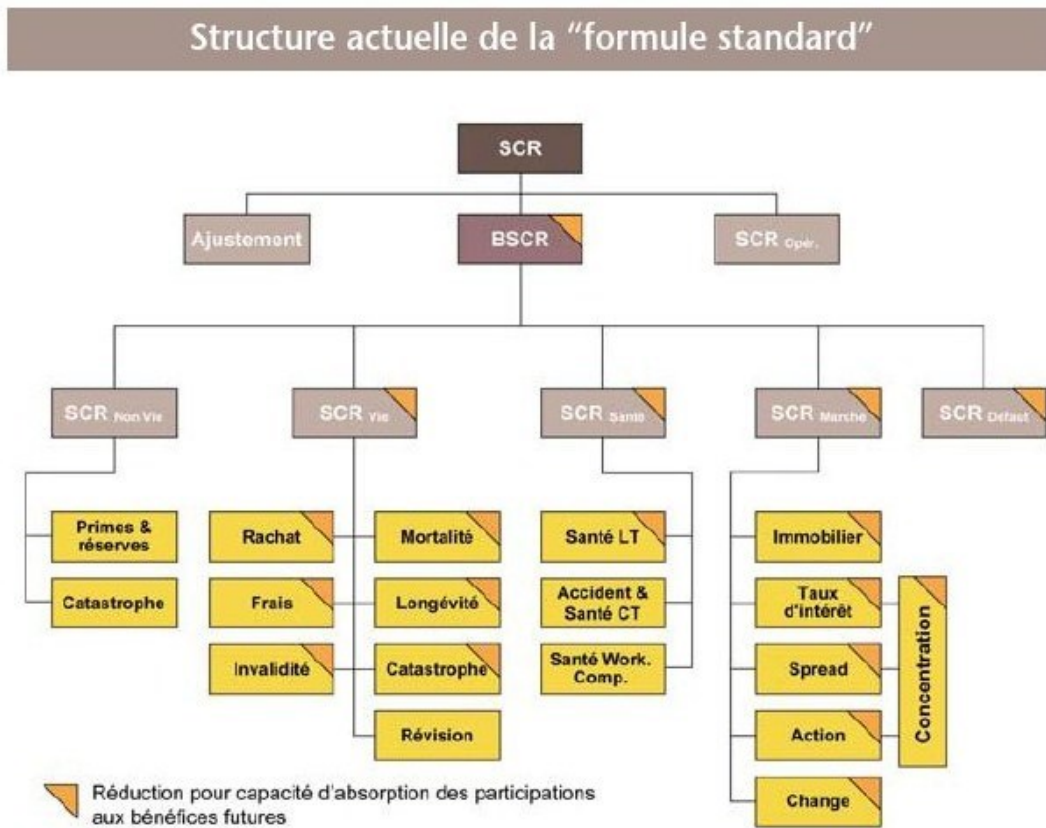 Structure actuelle de la “formule standard”
SCR
Ajustement
BSCR
SCR Opér.
SCR Non Vie
SCR Vie
SCR Santé
SCR Marché
SCR Défaut
Primes &
réserves
Catastrophe
Rachat
Frais
Invalidité
Mortalité
Longévité
Catastrophe
Révision
Santé LT
Accident &
Santé CT
Santé Work.
Comp.
Immobilier
Taux
d'intérêt
Spread
Action
Change
Concentration
Réduction pour capacité d'absorption des participations
aux bénéfices futures